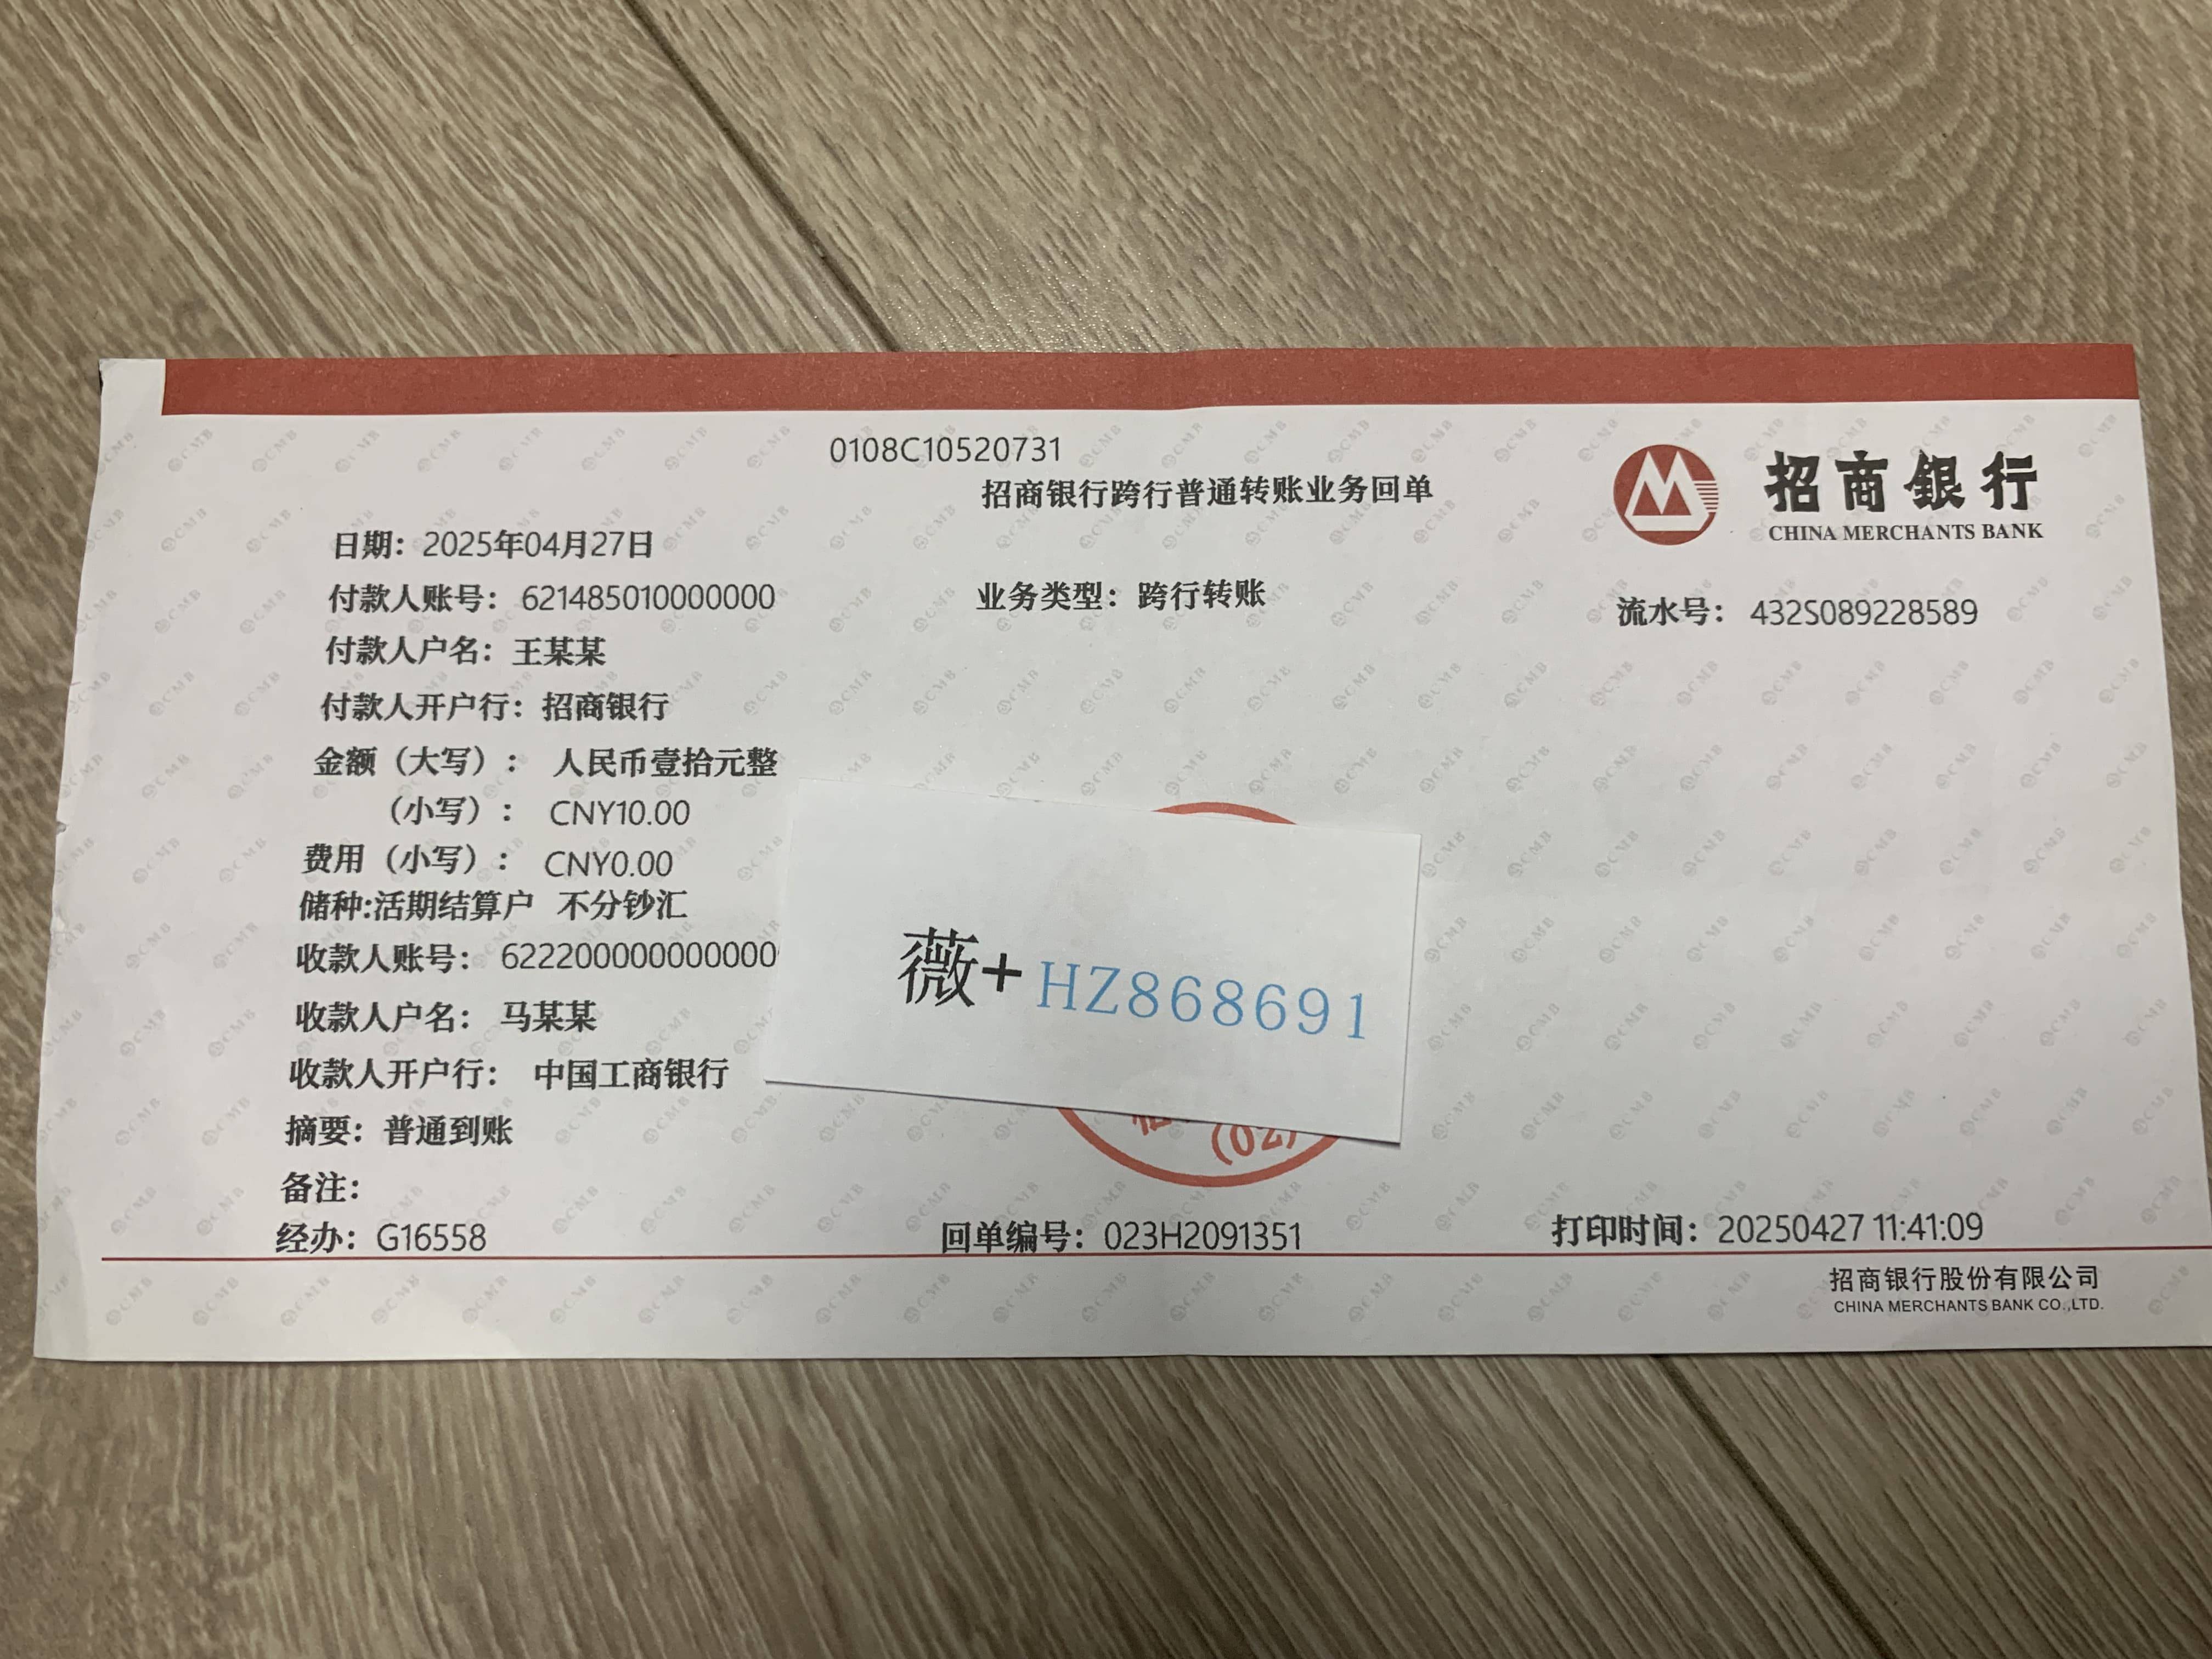 0108C10520731
招商银行跨行普通转账业务回单
招商银行
CHINA MERCHANTS BANK
日期：2025年04月27日
付款人账号：621485010000000 业务类型：跨行转账 流水号：432S089228589
付款人户名：王某某
付款人开户行：招商银行
金额（大写）：人民币壹拾元整
（小写）：CNY10.00
费用（小写）：CNY0.00
储种:活期结算户 不分钞汇
收款人账号：6222000000000000
收款人户名：马某某
收款人开户行：中国工商银行
摘要：普通到账
备注：
经办：G16558 回单编号：023H2091351 打印时间：20250427 11:41:09
薇+HZ868691
(02)
招商银行股份有限公司
CHINA MERCHANTS BANK CO.,LTD.